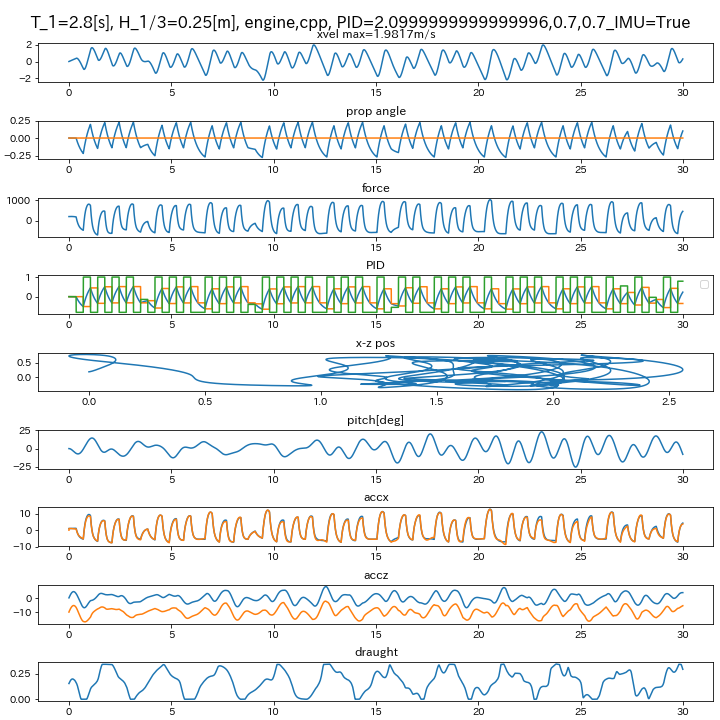 T_1=2.8[s], H_1/3=0.25[m], engine,cpp, PID=2.0999999999999996,0.7,0.7_IMU=True
xvel max=1.9817m/s
2
0
−2
0 5 10 15 20 25 30
prop angle
0.25
0.00
−0.25
0 5 10 15 20 25 30
force
1000
0
0 5 10 15 20 25 30
PID
1
0
0 5 10 15 20 25 30
x-z pos
0.5
0.0
0.0 0.5 1.0 1.5 2.0 2.5
pitch[deg]
25
0
−25
0 5 10 15 20 25 30
accx
10
0
−10
0 5 10 15 20 25 30
accz
0
−10
0 5 10 15 20 25 30
draught
0.25
0.00
0 5 10 15 20 25 30